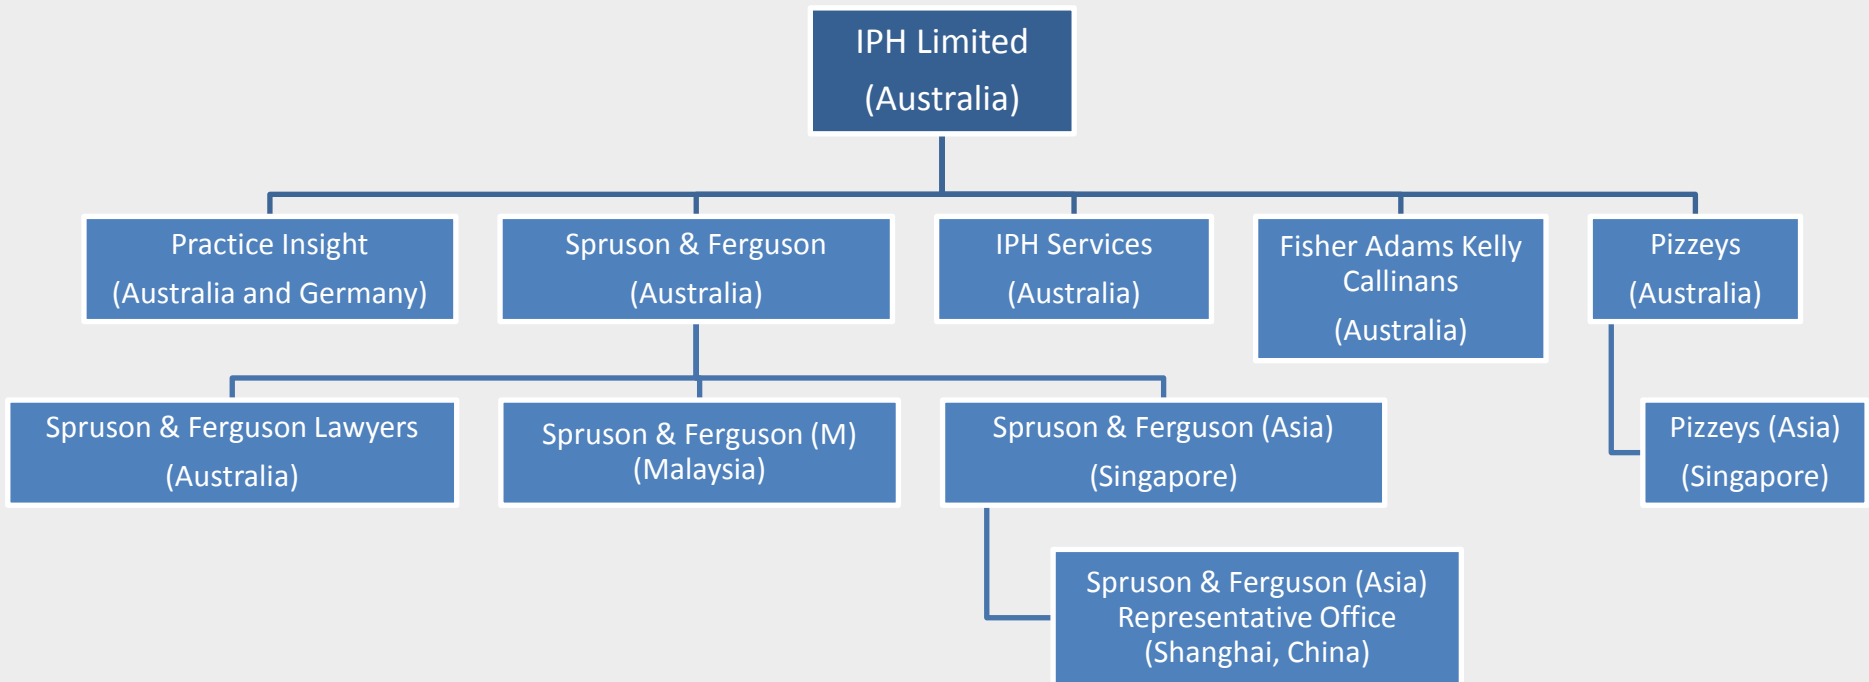 IPH Limited
(Australia)
Practice Insight
(Australia and Germany)
Spruson & Ferguson
(Australia)
IPH Services
(Australia)
Fisher Adams Kelly
Callinans
(Australia)
Pizzeys
(Australia)
Spruson & Ferguson Lawyers
(Australia)
Spruson & Ferguson (M)
(Malaysia)
Spruson & Ferguson (Asia)
(Singapore)
Pizzeys (Asia)
(Singapore)
Spruson & Ferguson (Asia)
Representative Office
(Shanghai, China)